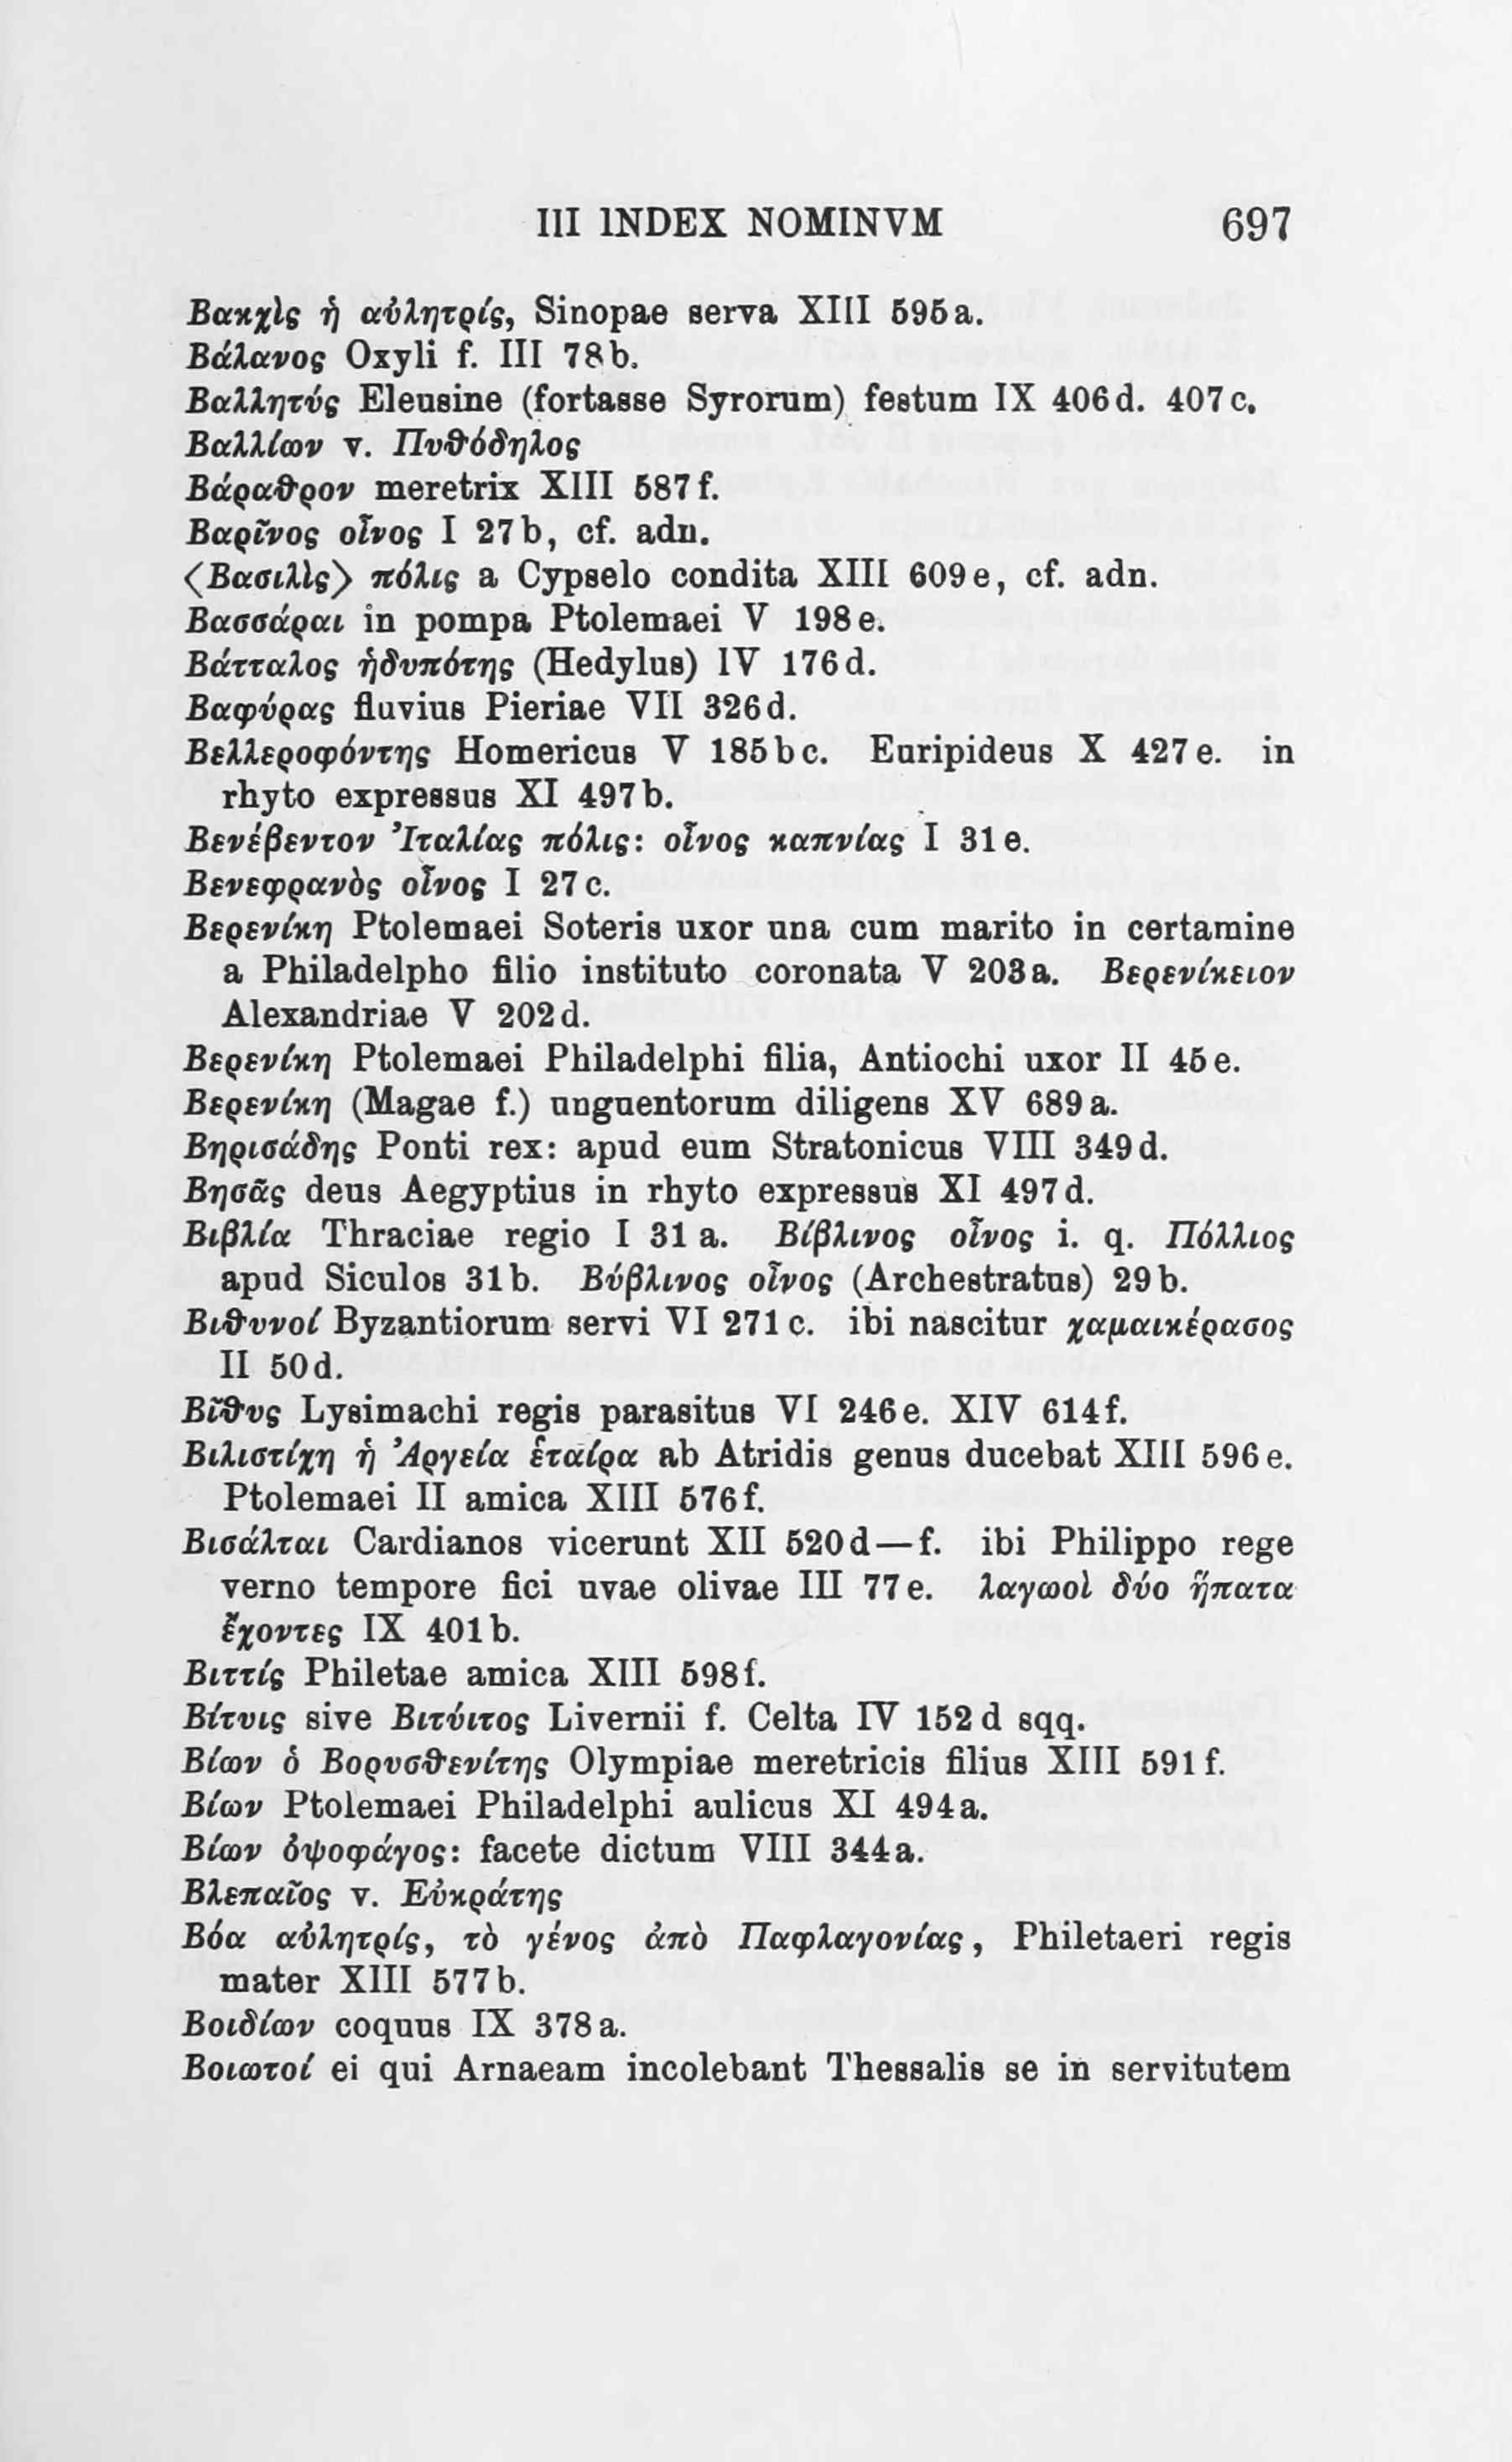 III INDEX NOMINVM 697
Βακχὶς ἡ αὐλητρίς, Sinopae serva XIII 595a.
Βάλανος Oxyli f. III 78b.
Βαλλητύς Eleusine (fortasse Syrorum) festum IX 406d. 407c.
Βαλλίων v. Πυθόδηλος
Βάραθρον meretrix XIII 587f.
Βαρῖνος οἶνος I 27b, cf. adn.
⟨Βασιλὶς⟩ πόλις a Cypselo condita XIII 609e, cf. adn.
Βασσάραι in pompa Ptolemaei V 198e.
Βάτταλος ἡδυπότης (Hedylus) IV 176d.
Βαφύρας fluvius Pieriae VII 326d.
Βελλεροφόντης Homericus V 185bc. Euripideus X 427e. in
rhyto expressus XI 497b.
Βενέβεντον Ἰταλίας πόλις: οἶνος καπνίας I 31e.
Βενεφρανὸς οἶνος I 27c.
Βερενίκη Ptolemaei Soteris uxor una cum marito in certamine
a Philadelpho filio instituto coronata V 203a. Βερενίκειον
Alexandriae V 202d.
Βερενίκη Ptolemaei Philadelphi filia, Antiochi uxor II 45e.
Βερενίκη (Magae f.) unguentorum diligens XV 689a.
Βηρισάδης Ponti rex: apud eum Stratonicus VIII 349d.
Βησᾶς deus Aegyptius in rhyto expressus XI 497d.
Βιβλία Thraciae regio I 31a. Βίβλινος οἶνος i. q. Πόλλιος
apud Siculos 31b. Βύβλινος οἶνος (Archestratus) 29b.
Βιθυνοί Byzantiorum servi VI 271c. ibi nascitur χαμαικέρασος
II 50d.
Βῖθυς Lysimachi regis parasitus VI 246e. XIV 614f.
Βιλιστίχη ἡ Ἀργεία ἑταίρα ab Atridis genus ducebat XIII 596e.
Ptolemaei II amica XIII 576f.
Βισάλται Cardianos vicerunt XII 520d—f. ibi Philippo rege
verno tempore fici uvae olivae III 77e. λαγωοὶ δύο ἥπατα
ἔχοντες IX 401b.
Βιττίς Philetae amica XIII 598f.
Βίτυις sive Βιτύιτος Livernii f. Celta IV 152d sqq.
Βίων ὁ Βορυσθενίτης Olympiae meretricis filius XIII 591f.
Βίων Ptolemaei Philadelphi aulicus XI 494a.
Βίων ὀψοφάγος: facete dictum VIII 344a.
Βλεπαῖος v. Εὐκράτης
Βόα αὐλητρίς, τὸ γένος ἀπὸ Παφλαγονίας, Philetaeri regis
mater XIII 577b.
Βοιδίων coquus IX 378a.
Βοιωτοί ei qui Arnaeam incolebant Thessalis se in servitutem